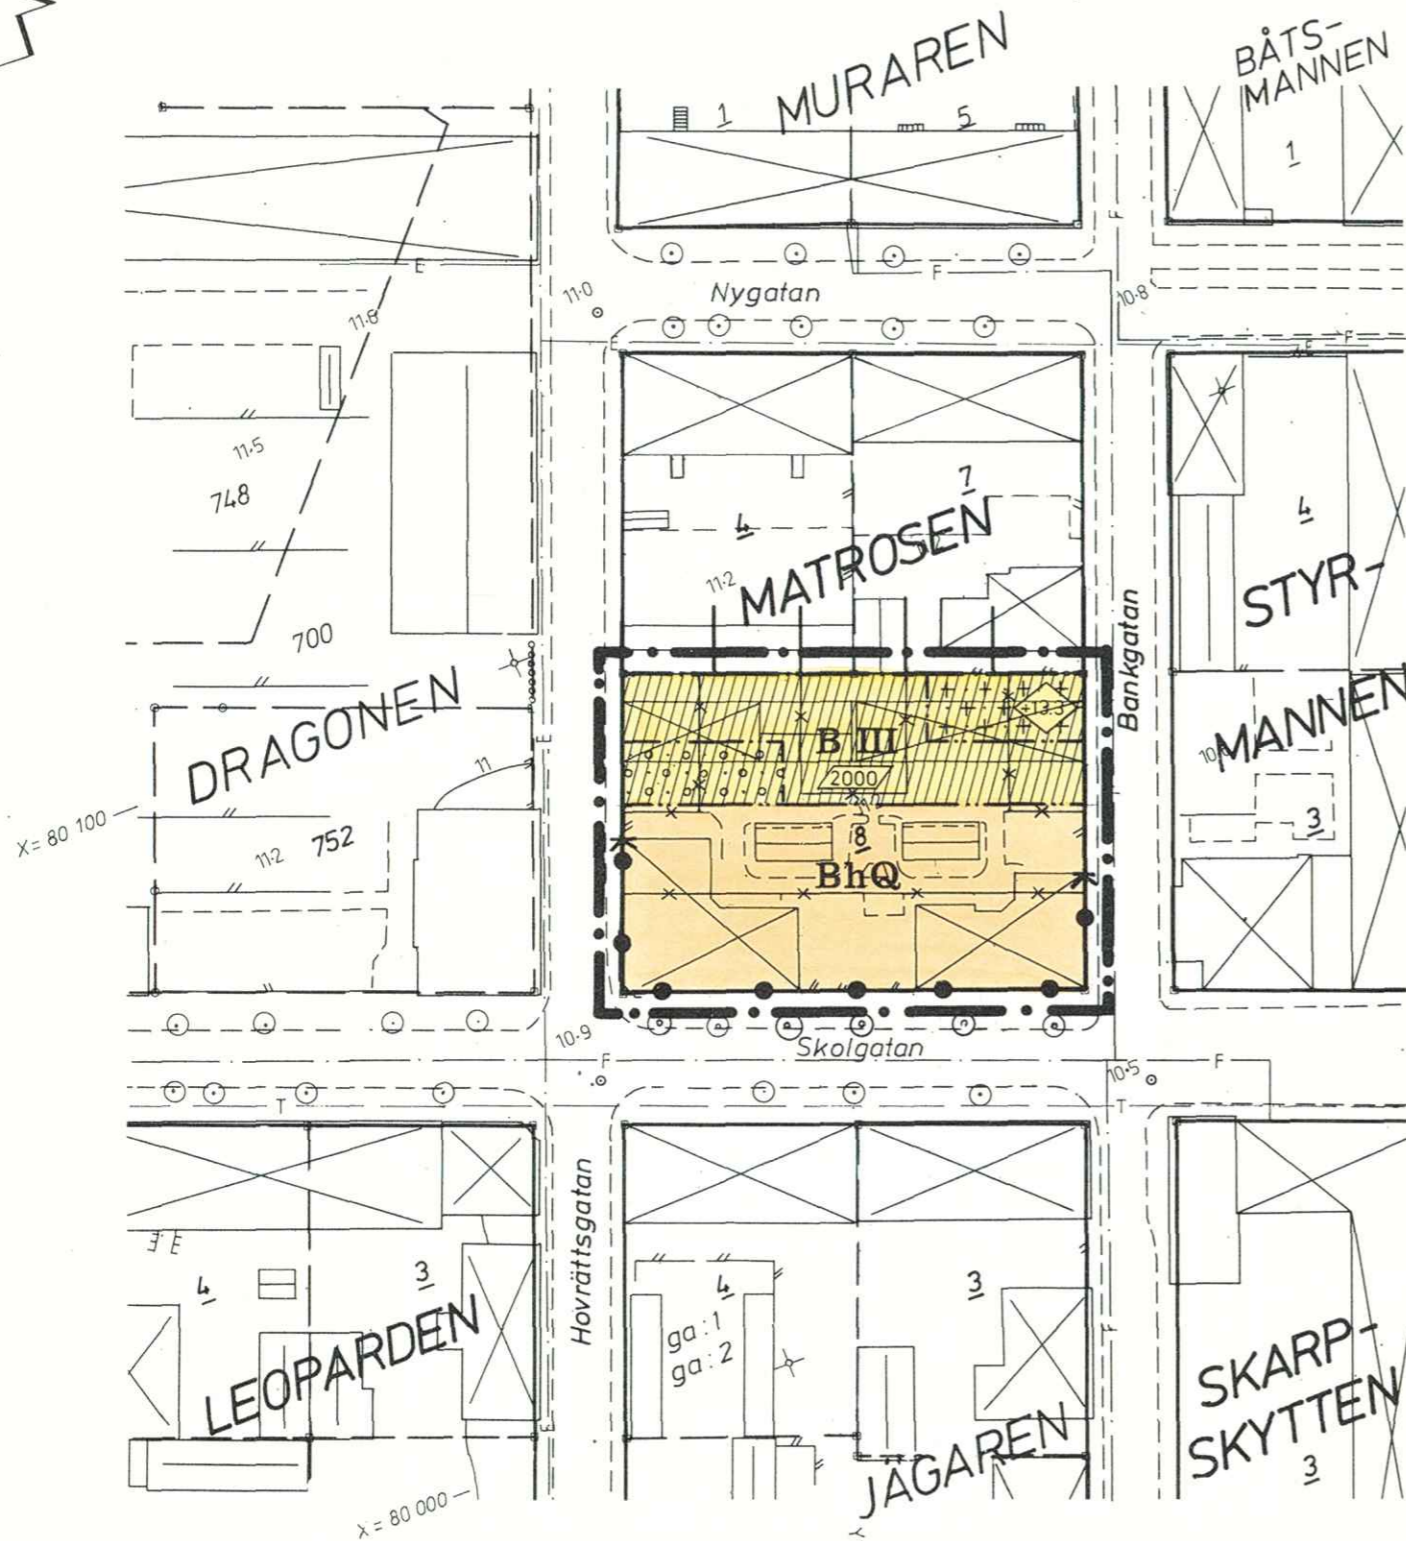 MURAREN
BÅTS-
MANNEN
1
5
1
E
F
F
Nygatan
11.0
10.8
11.8
F
11.5
748
4
7
4
MATROSEN
11.2
STYR-
700
Bankgatan
DRAGONEN
+13.3
MANNEN
B III
2000
11
X= 80 100
752
11.2
8
3
BhQ
10.9
Skolgatan
F
10.5
F
T
T
Hovrättsgatan
E E
4
3
4
3
ga:1
ga:2
LEOPARDEN
SKARP-
SKYTTEN
3
JÄGAREN
X = 80 000
Y